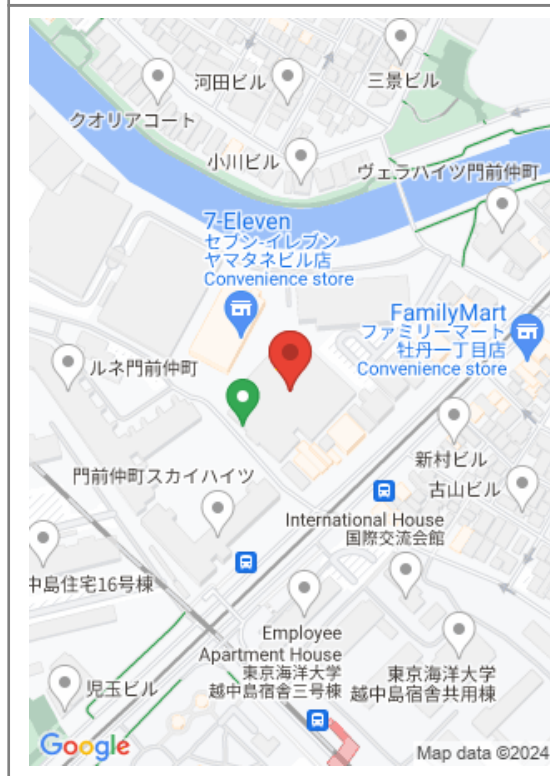 河田ビル
三景ビル
クオリアコート
小川ビル
ヴェラハイツ門前仲町
7-Eleven
セブン-イレブン
ヤマタネビル店
Convenience store
FamilyMart
ファミリーマート
牡丹一丁目店
Convenience store
ルネ門前仲町
新村ビル
門前仲町スカイハイツ
古山ビル
International House
国際交流会館
中島住宅16号棟
Employee
Apartment House
東京海洋大学
越中島宿舎三号棟
東京海洋大学
越中島宿舎共用棟
児玉ビル
Google
Map data ©2024